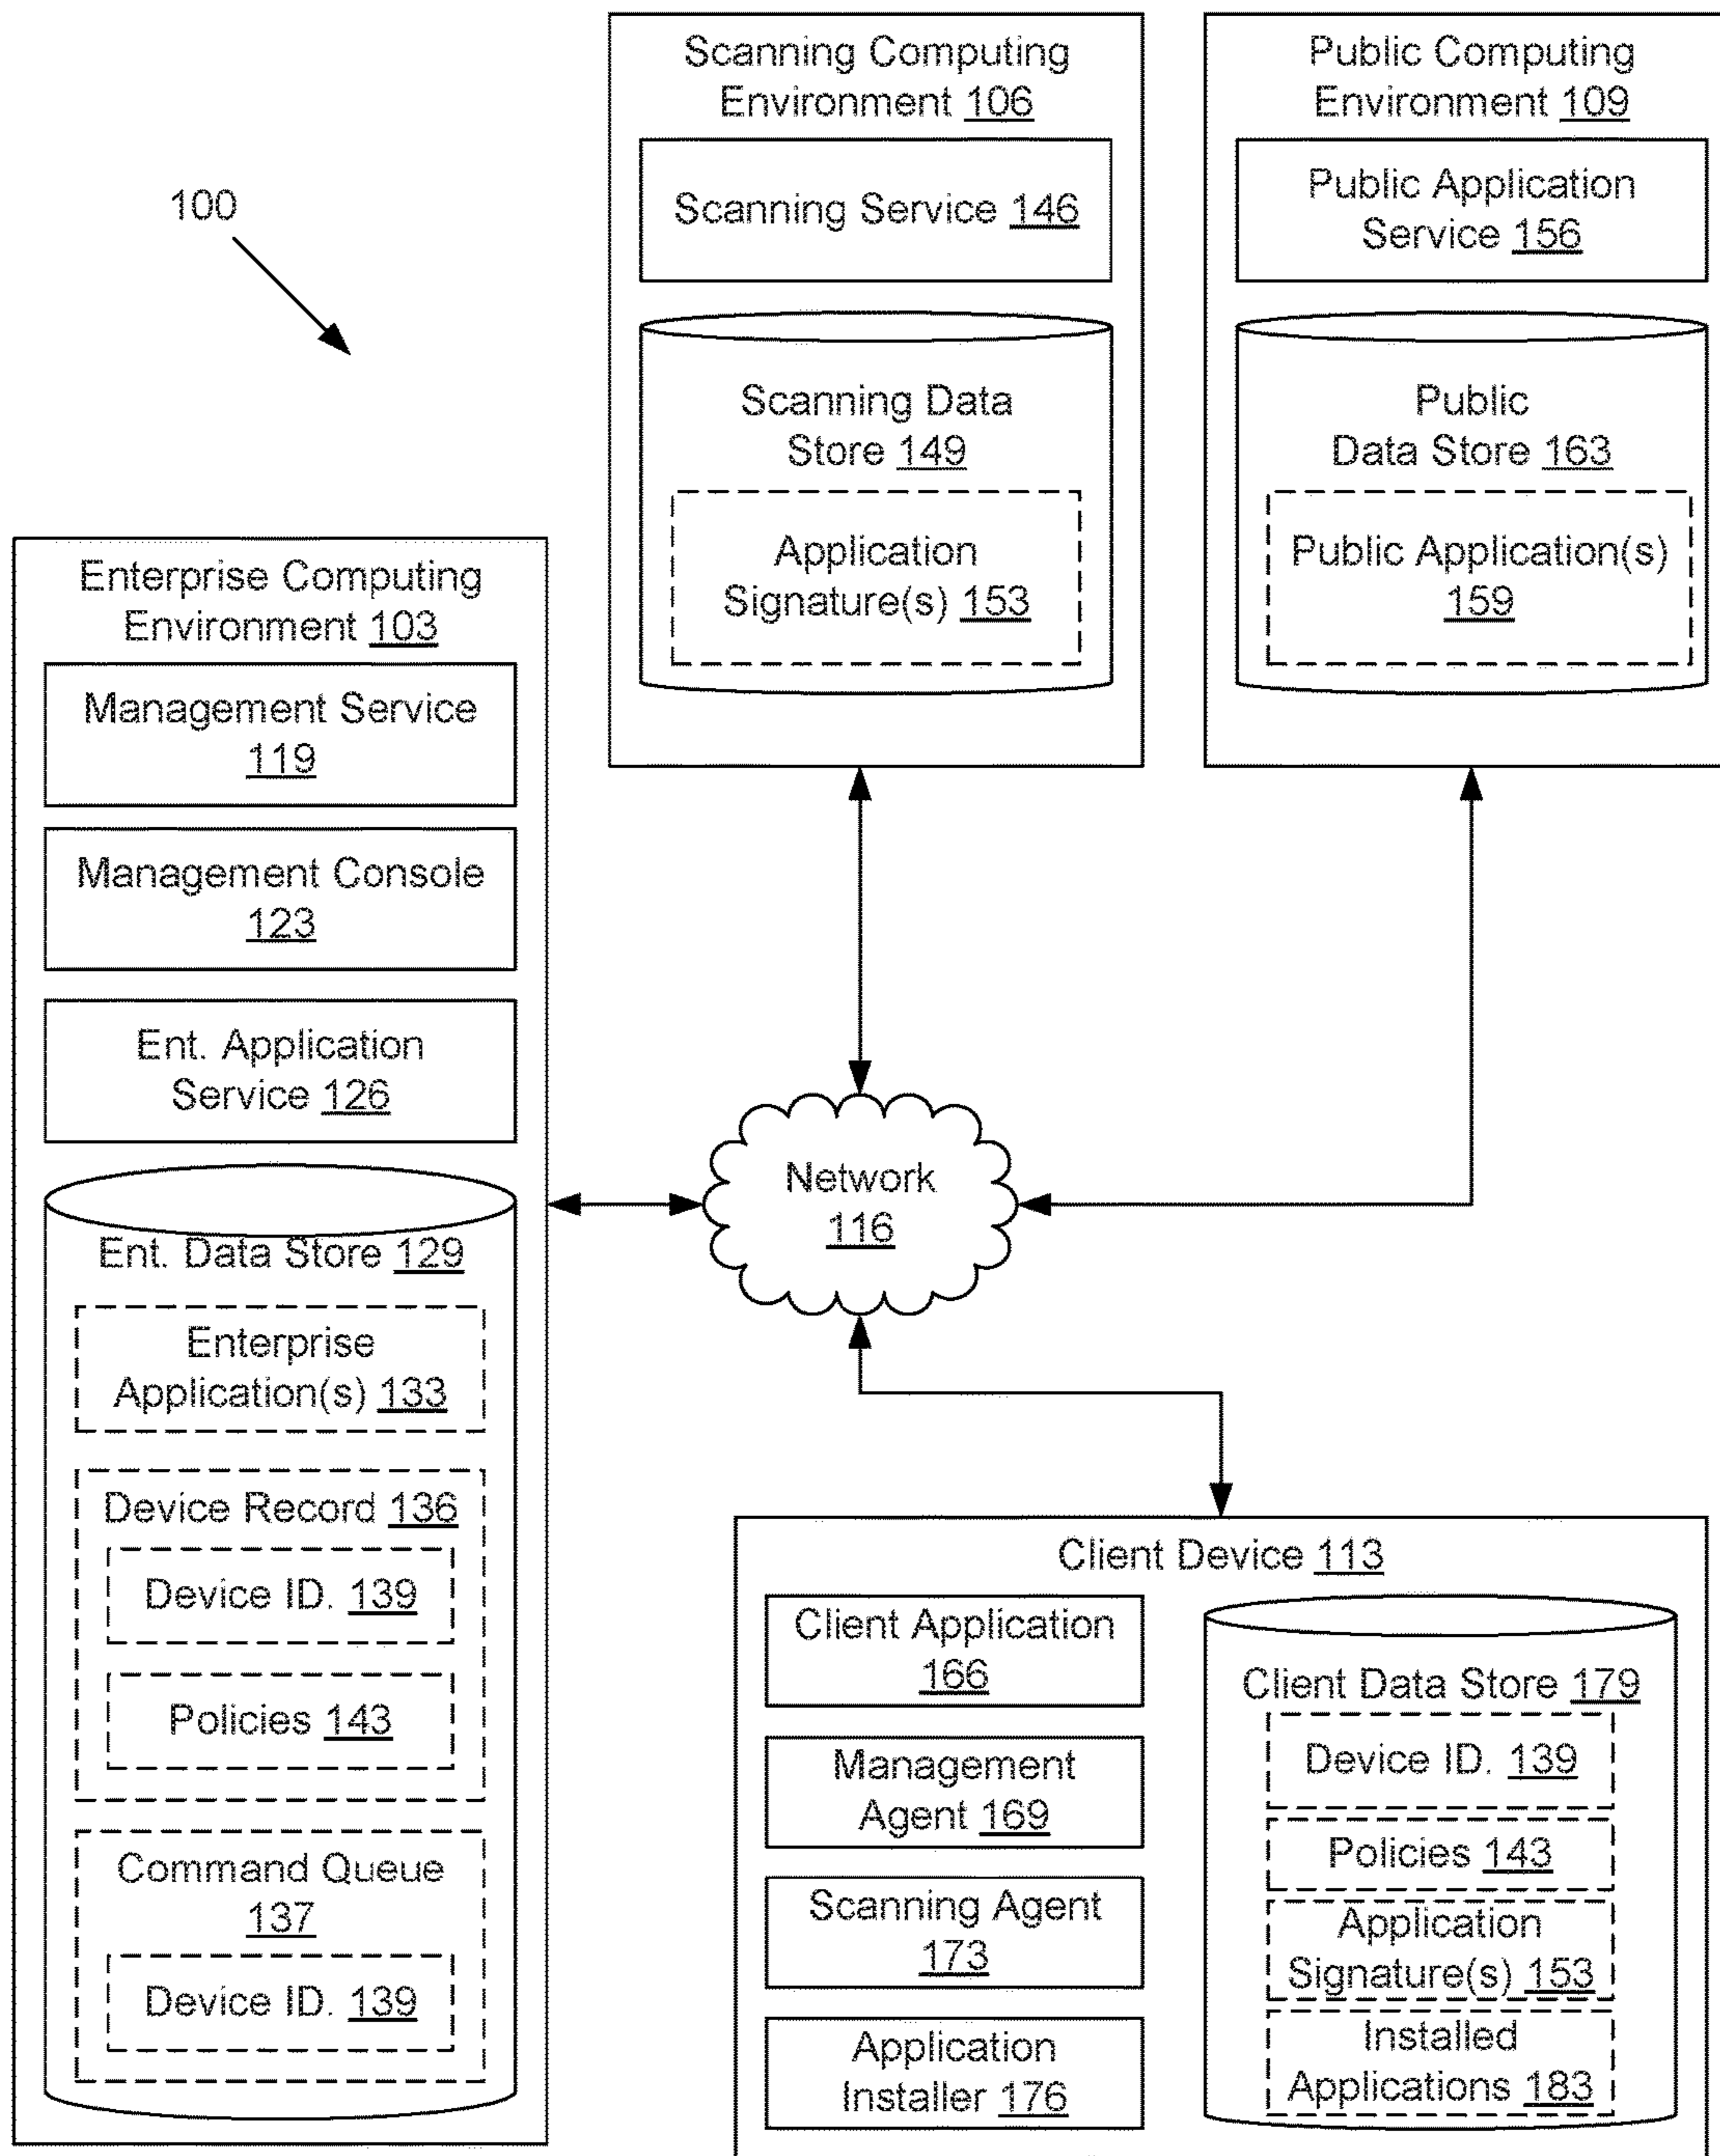 100
Scanning Computing
Environment 106
Scanning Service 146
Scanning Data
Store 149
Application
Signature(s) 153
Public Computing
Environment 109
Public Application
Service 156
Public
Data Store 163
Public Application(s)
159
Enterprise Computing
Environment 103
Management Service
119
Management Console
123
Ent. Application
Service 126
Ent. Data Store 129
Enterprise
Application(s) 133
Device Record 136
Device ID. 139
Policies 143
Command Queue
137
Device ID. 139
Network
116
Client Device 113
Client Application
166
Management
Agent 169
Scanning Agent
173
Application
Installer 176
Client Data Store 179
Device ID. 139
Policies 143
Application
Signature(s) 153
Installed
Applications 183